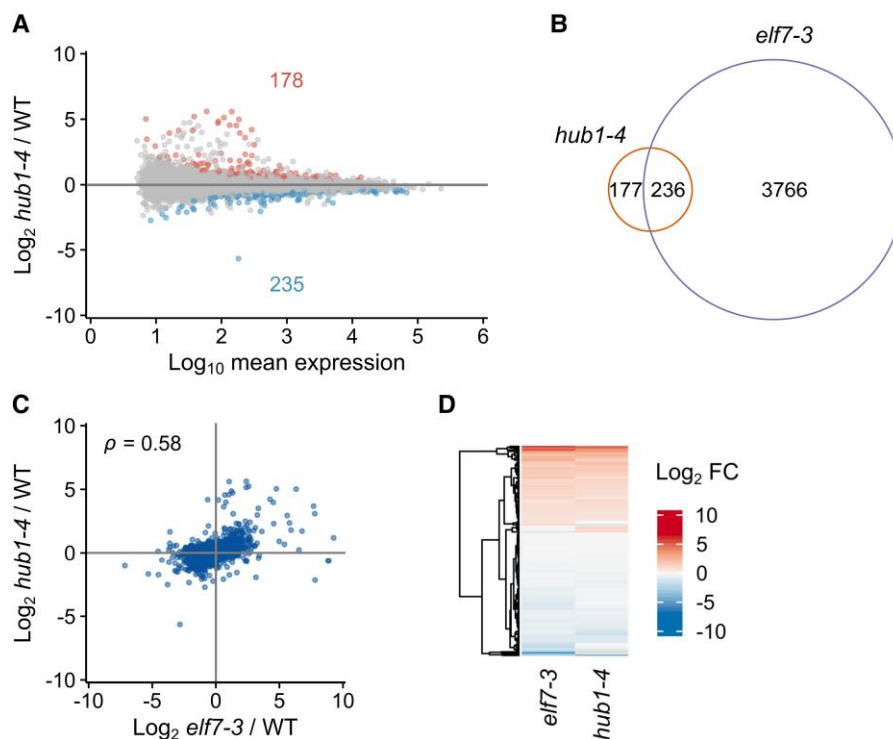 A
Log₂ hub1-4 / WT
10
5
0
-5
-10
178
235
0 1 2 3 4 5 6
Log₁₀ mean expression
B
elf7-3
hub1-4
177 236 3766
C
Log₂ hub1-4 / WT
10
5
0
-5
-10
ρ = 0.58
-10 -5 0 5 10
Log₂ elf7-3 / WT
D
Log₂ FC
10
5
0
-5
-10
elf7-3
hub1-4